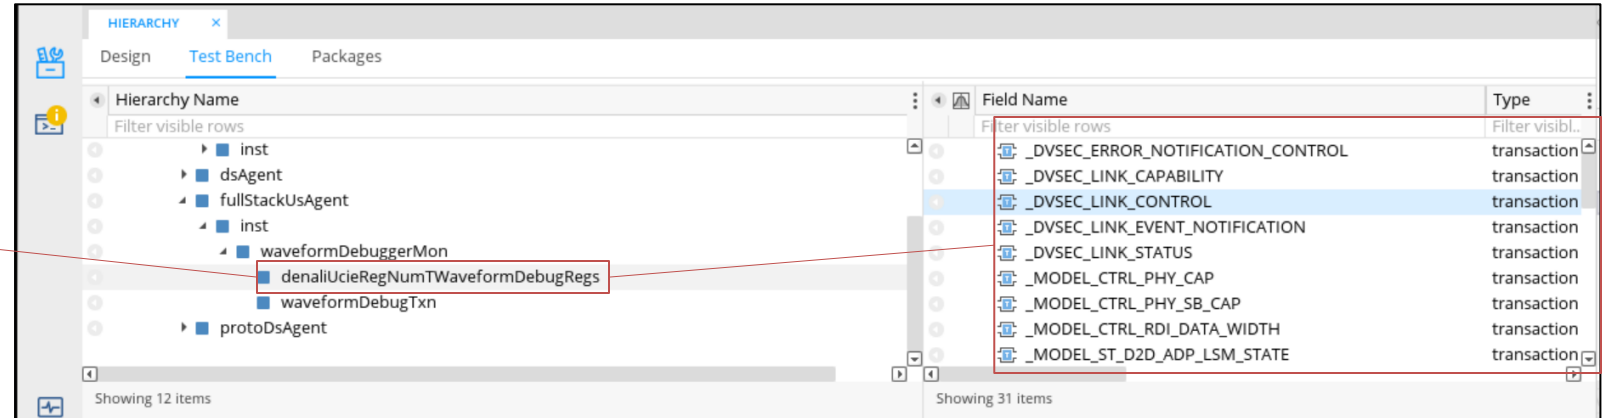 HIERARCHY ×
Design Test Bench Packages
Hierarchy Name
Filter visible rows
inst
dsAgent
fullStackUsAgent
inst
waveformDebuggerMon
denaliUcieRegNumTWaveformDebugRegs
waveformDebugTxn
protoDsAgent
Showing 12 items
Field Name Type
Filter visible rows Filter visibl..
_DVSEC_ERROR_NOTIFICATION_CONTROL transaction
_DVSEC_LINK_CAPABILITY transaction
_DVSEC_LINK_CONTROL transaction
_DVSEC_LINK_EVENT_NOTIFICATION transaction
_DVSEC_LINK_STATUS transaction
_MODEL_CTRL_PHY_CAP transaction
_MODEL_CTRL_PHY_SB_CAP transaction
_MODEL_CTRL_RDI_DATA_WIDTH transaction
_MODEL_ST_D2D_ADP_LSM_STATE transaction
Showing 31 items